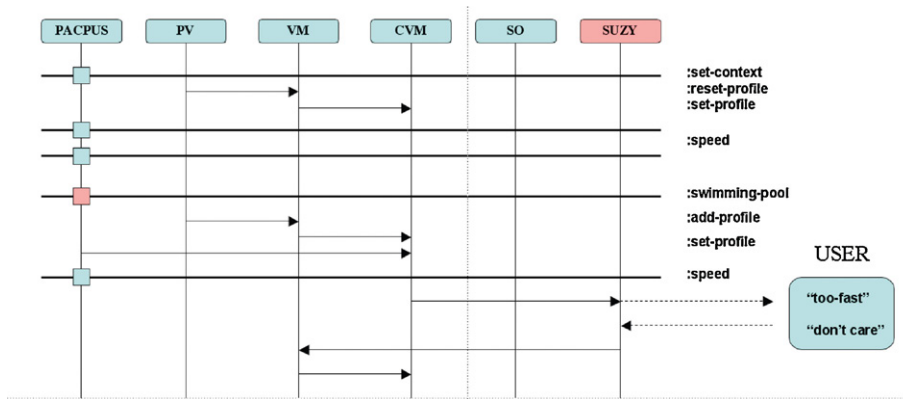 PACPUS PV VM CVM SO SUZY
:set-context
:reset-profile
:set-profile
:speed
:swimming-pool
:add-profile
:set-profile
USER
:speed
“too-fast”
“don’t care”